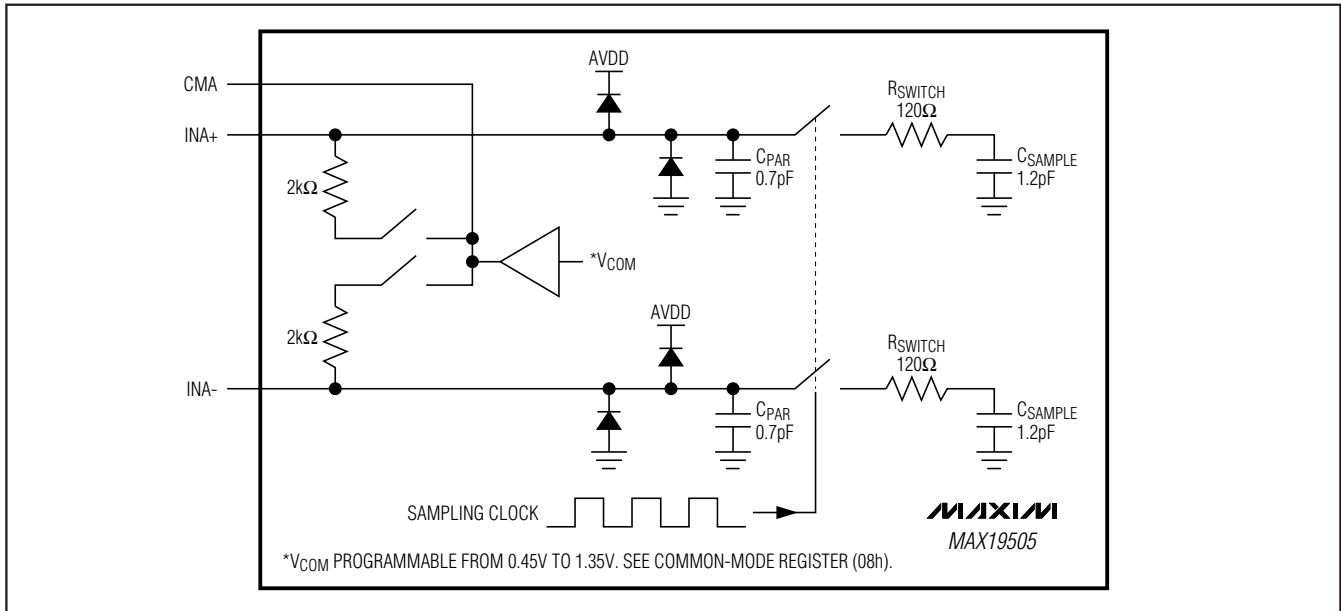 AVDD
CMA
RSWITCH
120Ω
INA+
CPAR
0.7pF
CSAMPLE
1.2pF
2kΩ
*VCOM
AVDD
2kΩ
RSWITCH
120Ω
INA-
CPAR
0.7pF
CSAMPLE
1.2pF
SAMPLING CLOCK
MAXIM
MAX19505
*VCOM PROGRAMMABLE FROM 0.45V TO 1.35V. SEE COMMON-MODE REGISTER (08h).